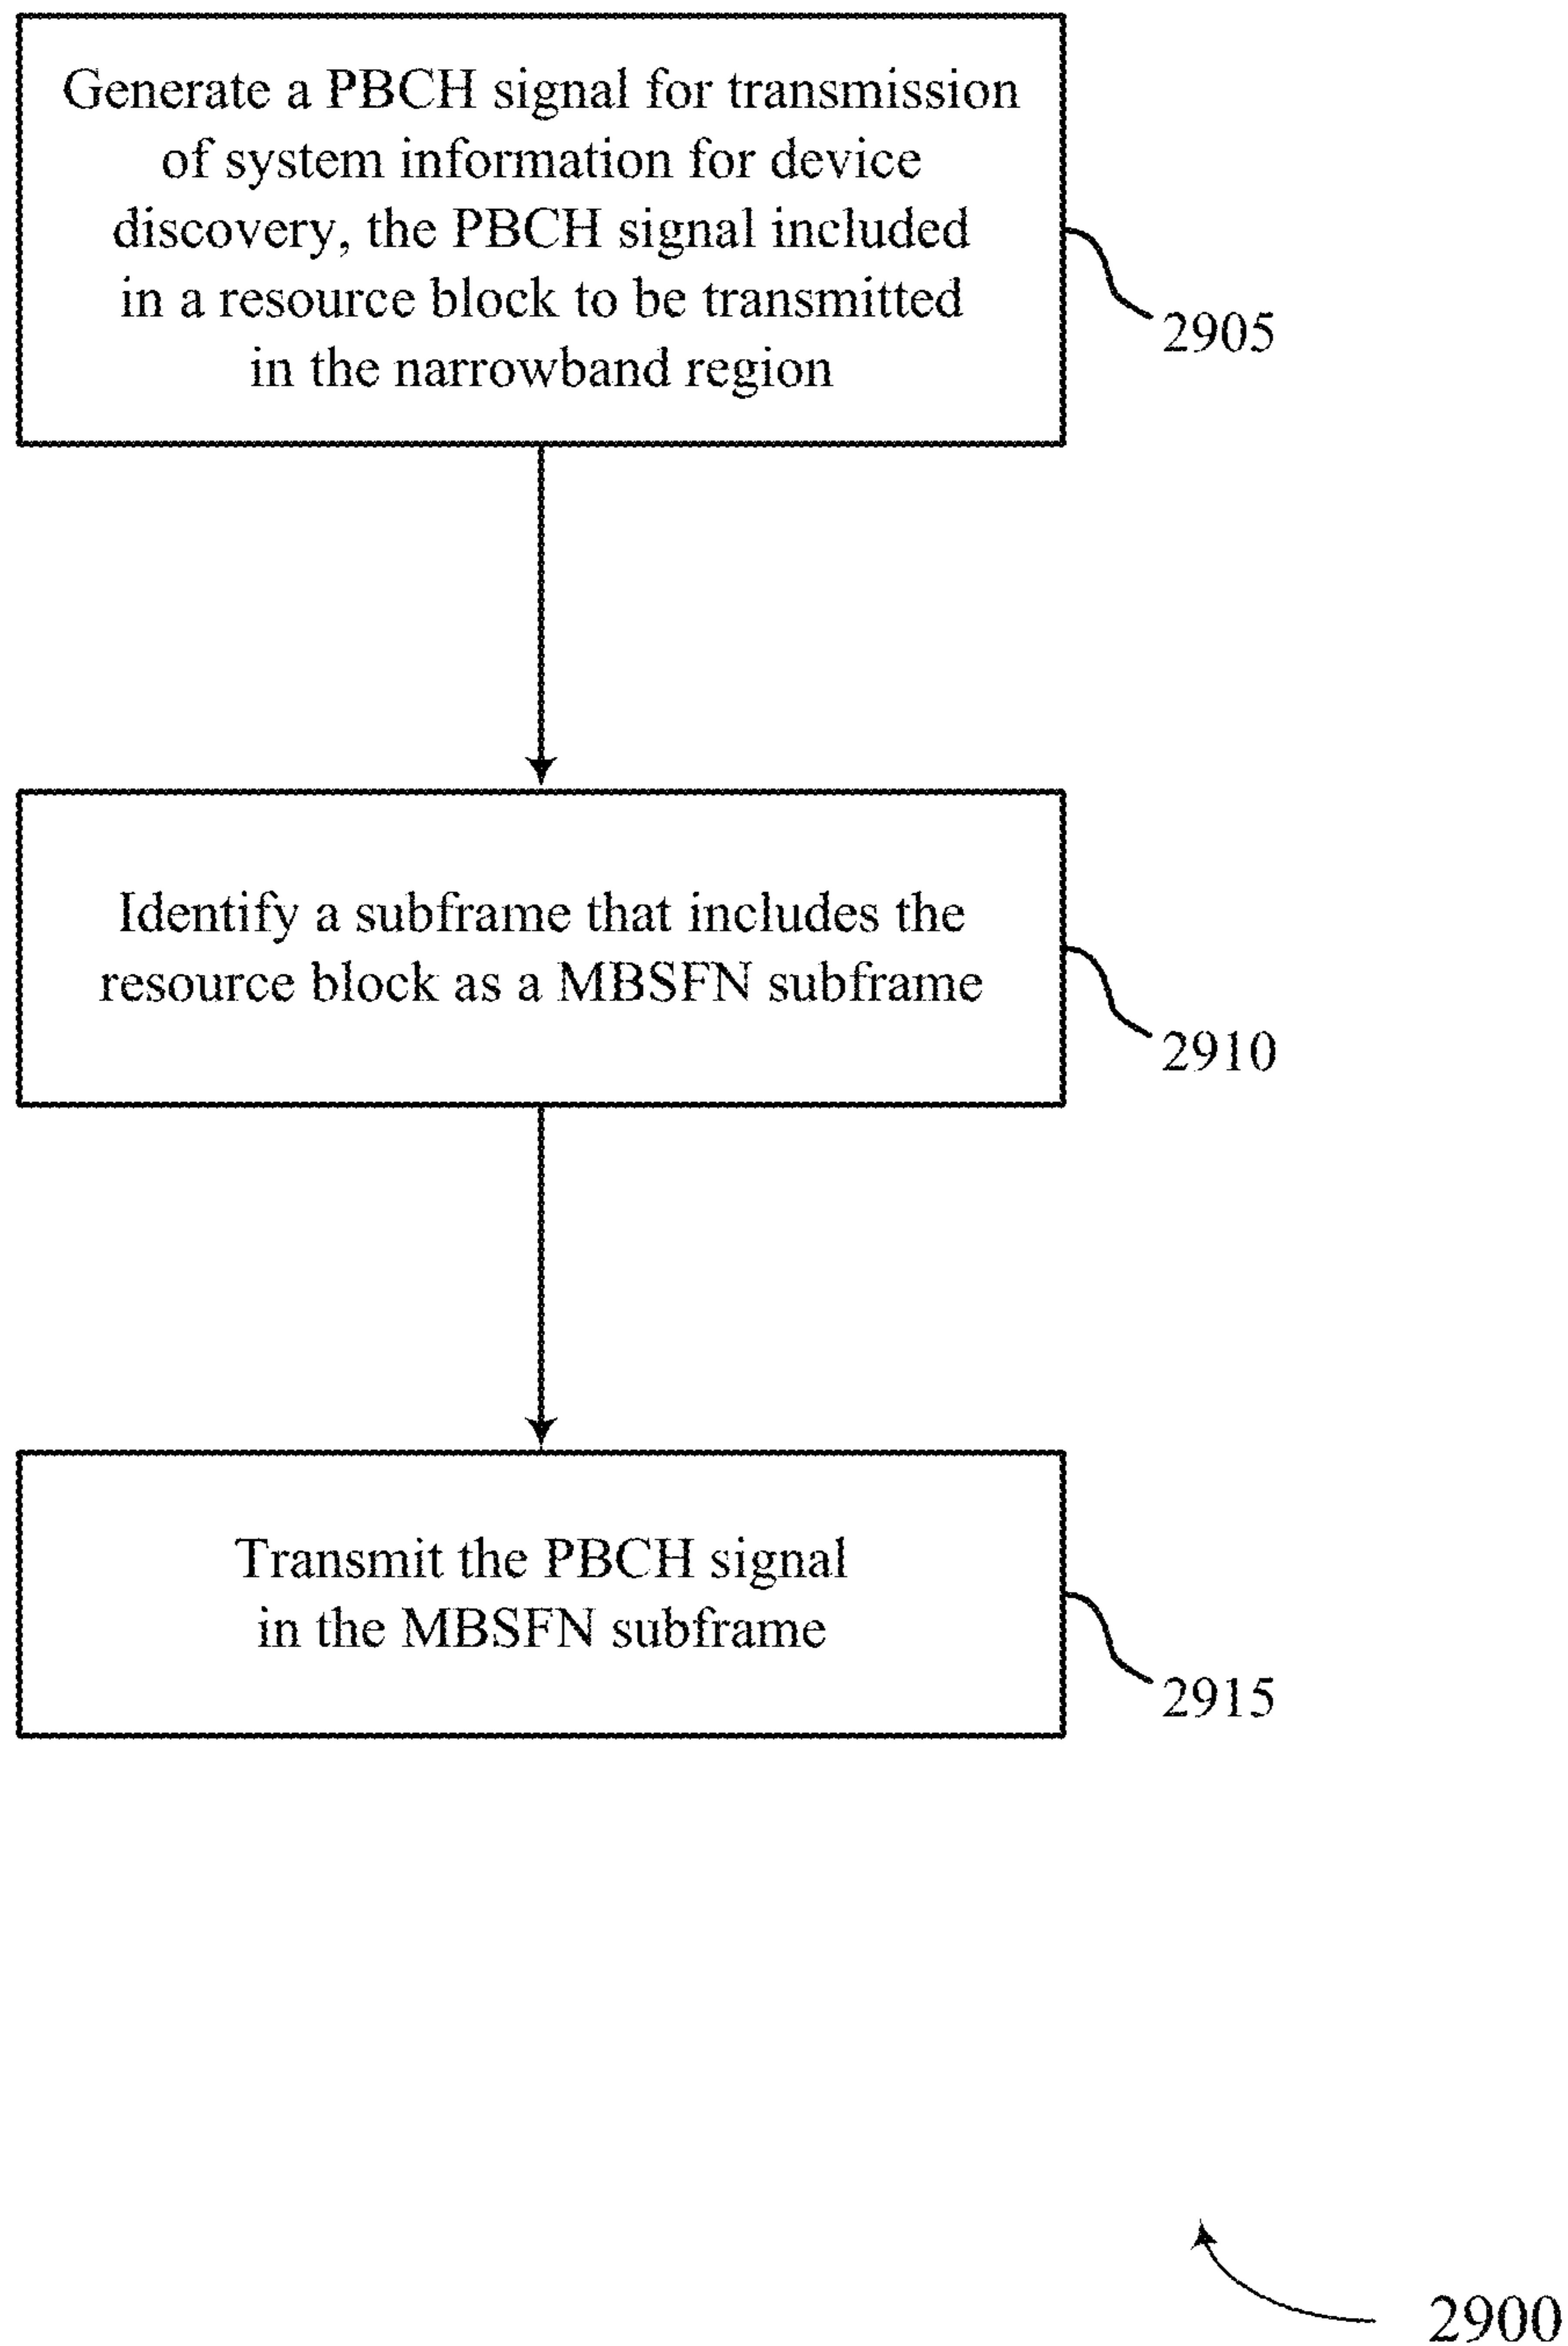 Generate a PBCH signal for transmission
of system information for device
discovery, the PBCH signal included
in a resource block to be transmitted
in the narrowband region
2905
Identify a subframe that includes the
resource block as a MBSFN subframe
2910
Transmit the PBCH signal
in the MBSFN subframe
2915
2900